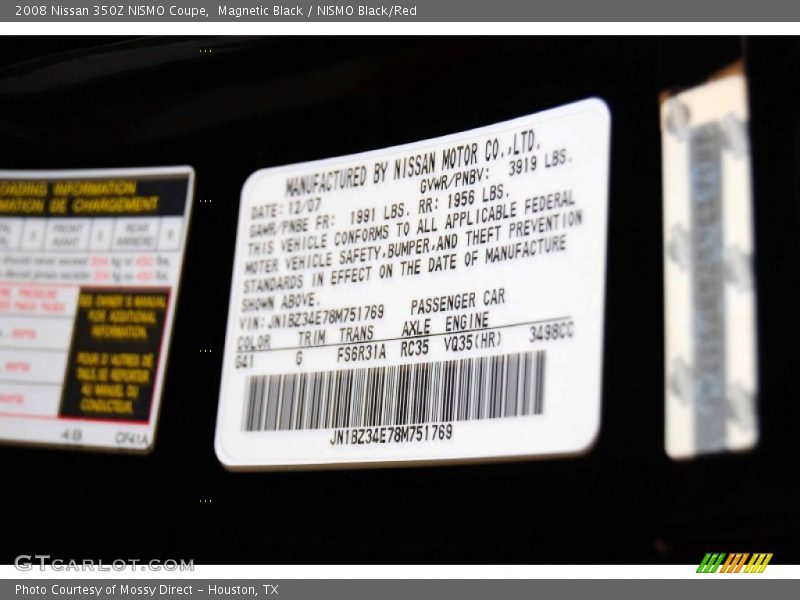 2008 Nissan 350Z NISMO Coupe,  Magnetic Black / NISMO Black/Red
MANUFACTURED BY NISSAN MOTOR CO.,LTD.
DATE: 12/07 GVWR/PNBV: 3919 LBS.
GAWR/PNBE FR: 1991 LBS. RR: 1956 LBS.
THIS VEHICLE CONFORMS TO ALL APPLICABLE FEDERAL
MOTER VEHICLE SAFETY,BUMPER,AND THEFT PREVENTION
STANDARDS IN EFFECT ON THE DATE OF MANUFACTURE
SHOWN ABOVE.
VIN: JN1BZ34E78M751769 PASSENGER CAR
COLOR TRIM TRANS AXLE ENGINE
G41 G FS6R31A RC35 VQ35(HR) 3498CC
JN1BZ34E78M751769
LOADING INFORMATION
DE CHARGEMENT
FRONT REAR
SEE OWNER'S MANUAL
FOR ADDITIONAL
INFORMATION.
POUR D'AUTRES DE
TAILS, SE REPORTER
AU MANUEL DU
CONDUCTEUR.
4B CF41A
GTCARLOT.COM
Photo Courtesy of Mossy Direct – Houston, TX